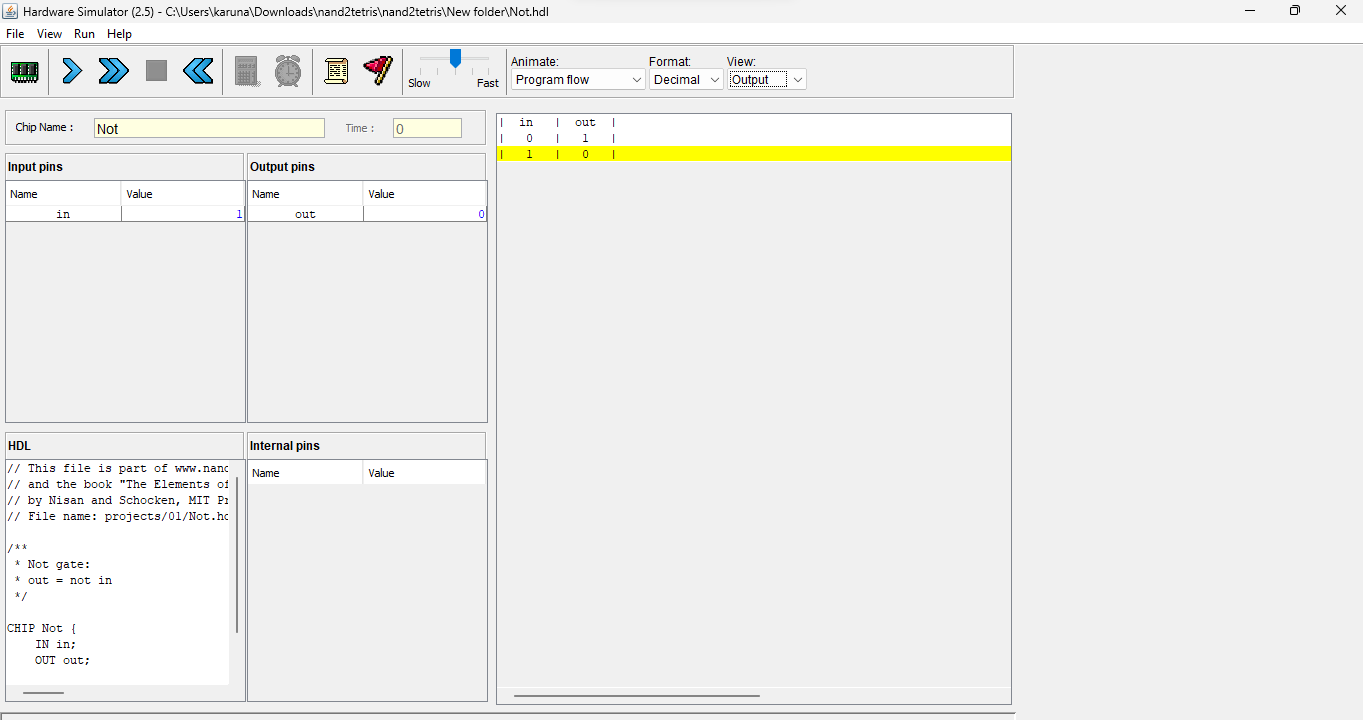 Hardware Simulator (2.5) - C:\Users\karuna\Downloads\nand2tetris\nand2tetris\New folder\Not.hdl
File View Run Help
Slow Fast
Animate: Format: View:
Program flow Decimal Output
Chip Name : Not Time : 0
Input pins Output pins
Name Value Name Value
in 1 out 0
| in | out |
| 0 | 1 |
| 1 | 0 |
HDL Internal pins
Name Value
// This file is part of www.nand
// and the book "The Elements of
// by Nisan and Schocken, MIT Pr
// File name: projects/01/Not.hd
/**
* Not gate:
* out = not in
*/
CHIP Not {
IN in;
OUT out;